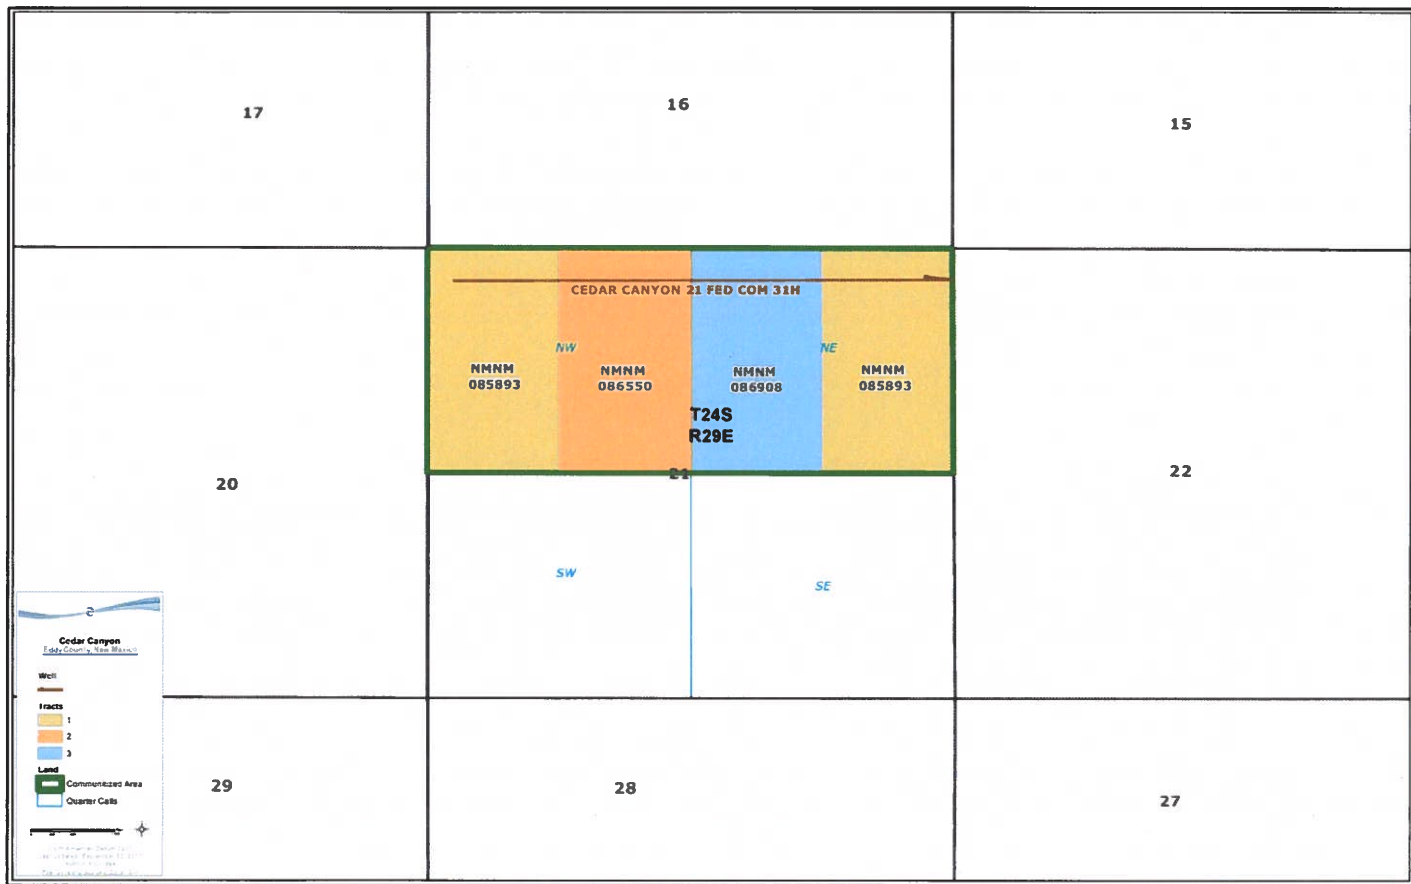 17
16
15
CEDAR CANYON 21 FED COM 31H
NW
NE
NMNM
085893
NMNM
086550
NMNM
086908
NMNM
085893
T24S
R29E
20
21
22
SW
SE
Cedar Canyon
Eddy County, New Mexico
Well
Tracts
1
2
3
Land
Communitized Area
Quarter Calls
29
28
27